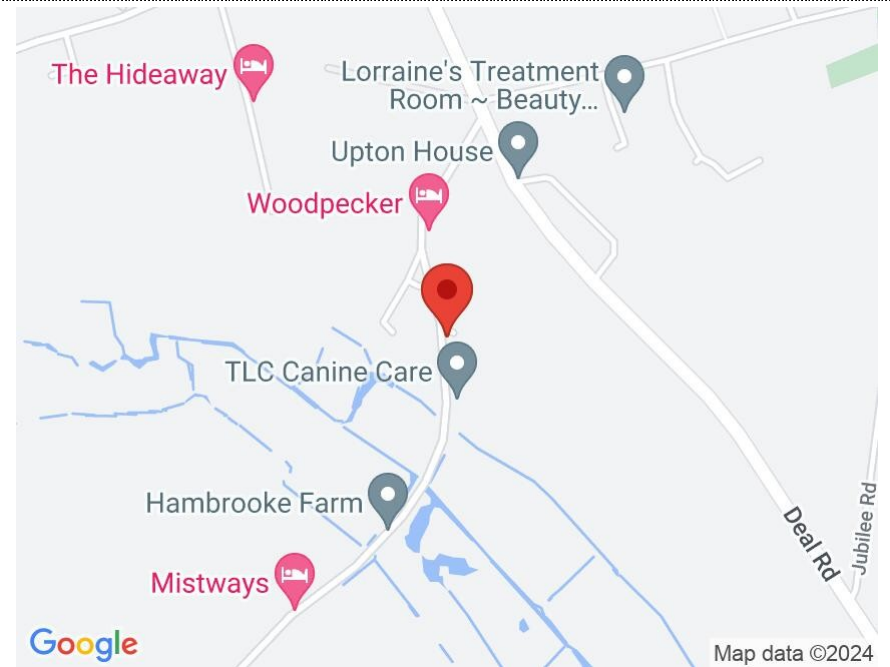 The Hideaway
Lorraine's Treatment
Room ~ Beauty...
Upton House
Woodpecker
TLC Canine Care
Hambrooke Farm
Mistways
Deal Rd
Jubilee Rd
Google
Map data ©2024